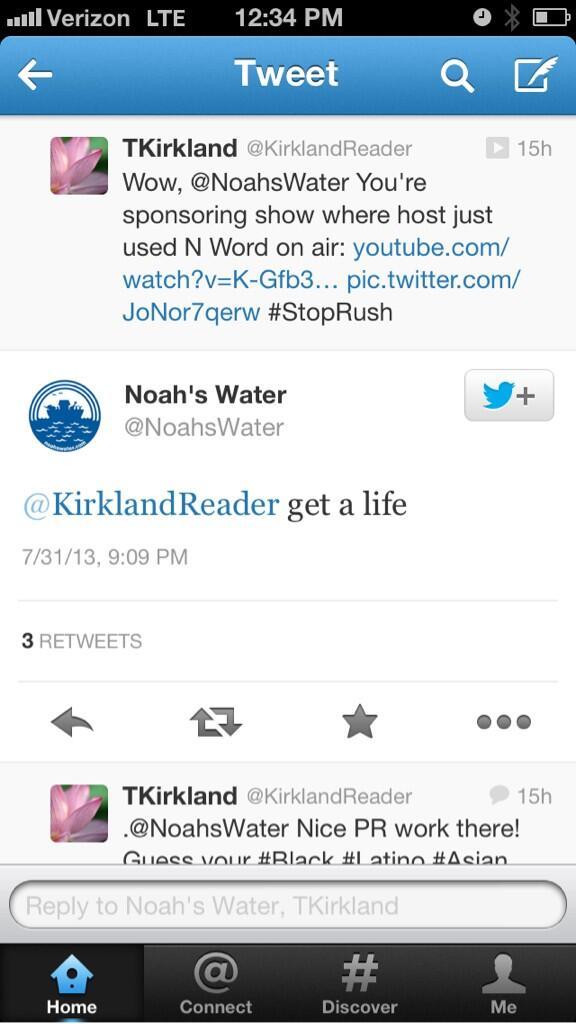 Verizon LTE 12:34 PM
Tweet
TKirkland @KirklandReader 15h
Wow, @NoahsWater You're
sponsoring show where host just
used N Word on air: youtube.com/
watch?v=K-Gfb3… pic.twitter.com/
JoNor7qerw #StopRush
Noah's Water
@NoahsWater
@KirklandReader get a life
7/31/13, 9:09 PM
3 RETWEETS
TKirkland @KirklandReader 15h
.@NoahsWater Nice PR work there!
Guess your #Black #Latino #Asian
Reply to Noah's Water, TKirkland
Home Connect Discover Me